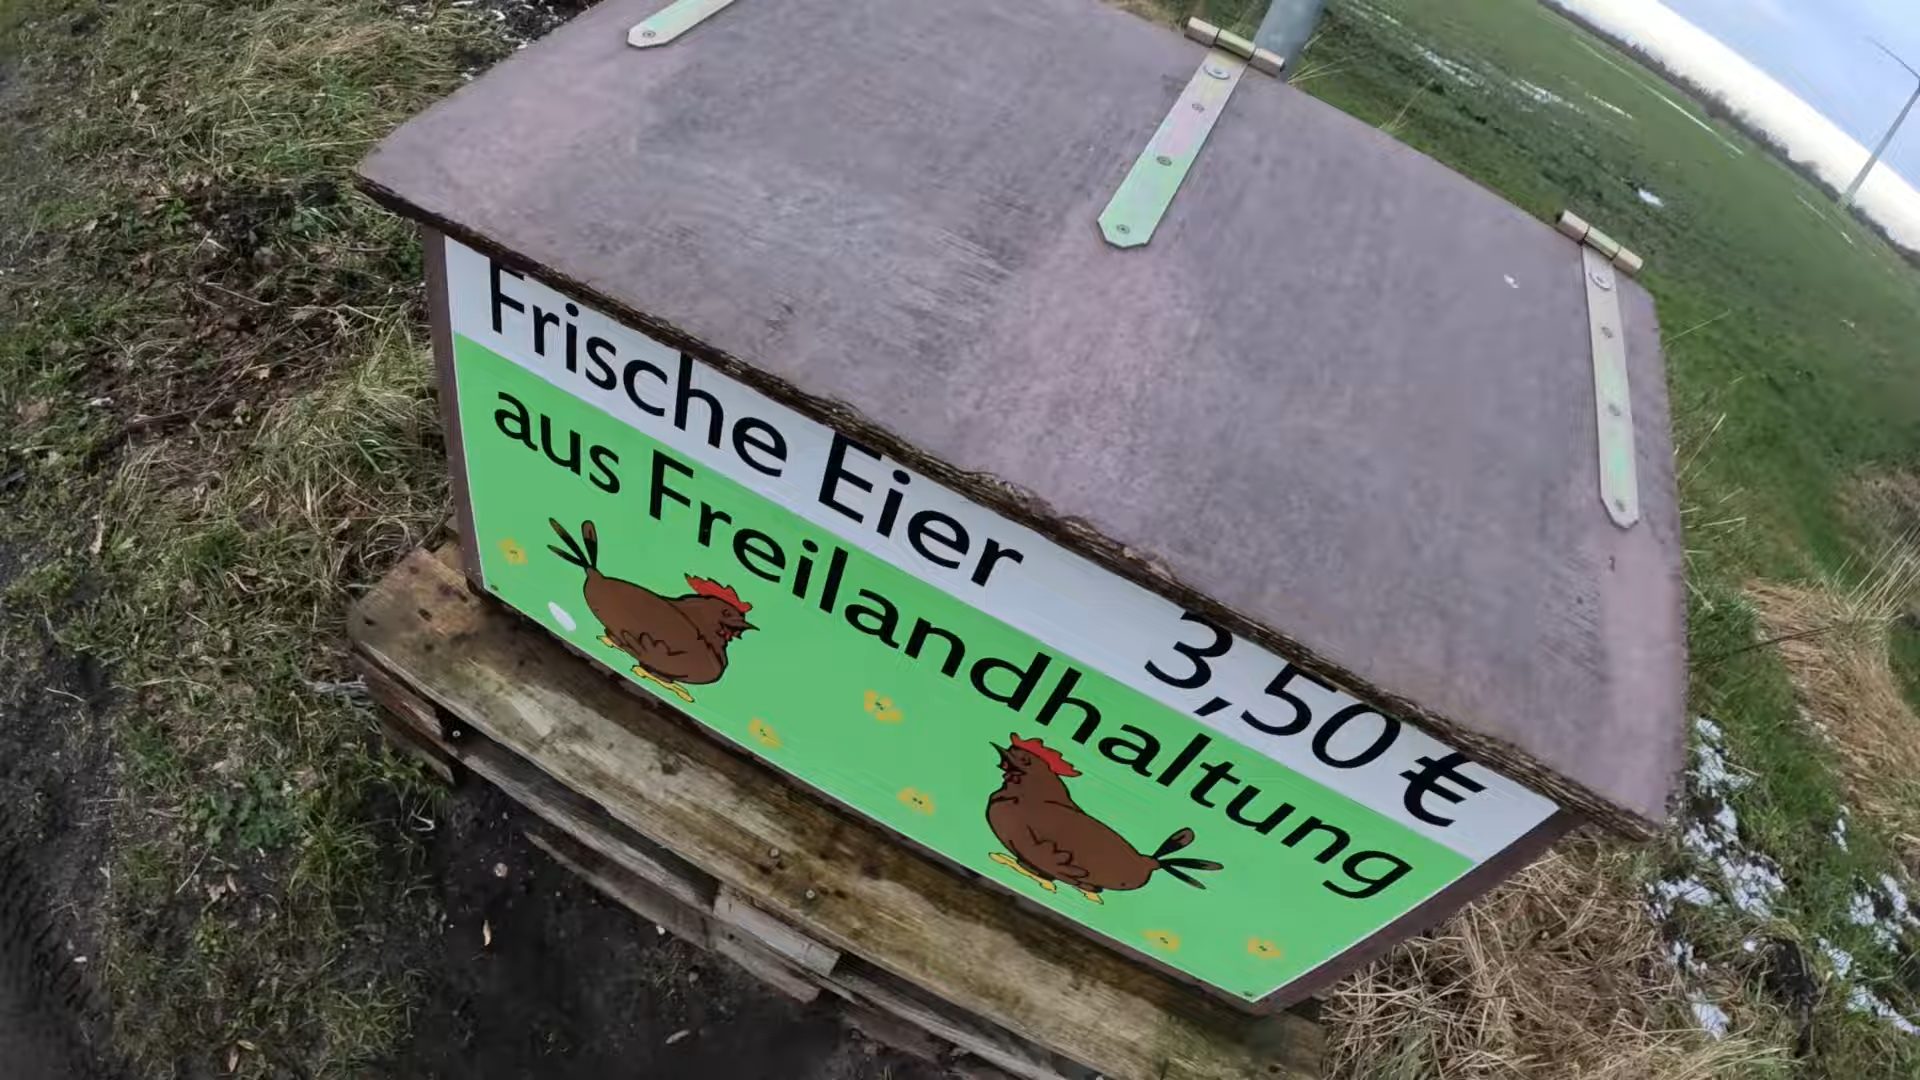 Frische Eier 3,50 €
aus Freilandhaltung